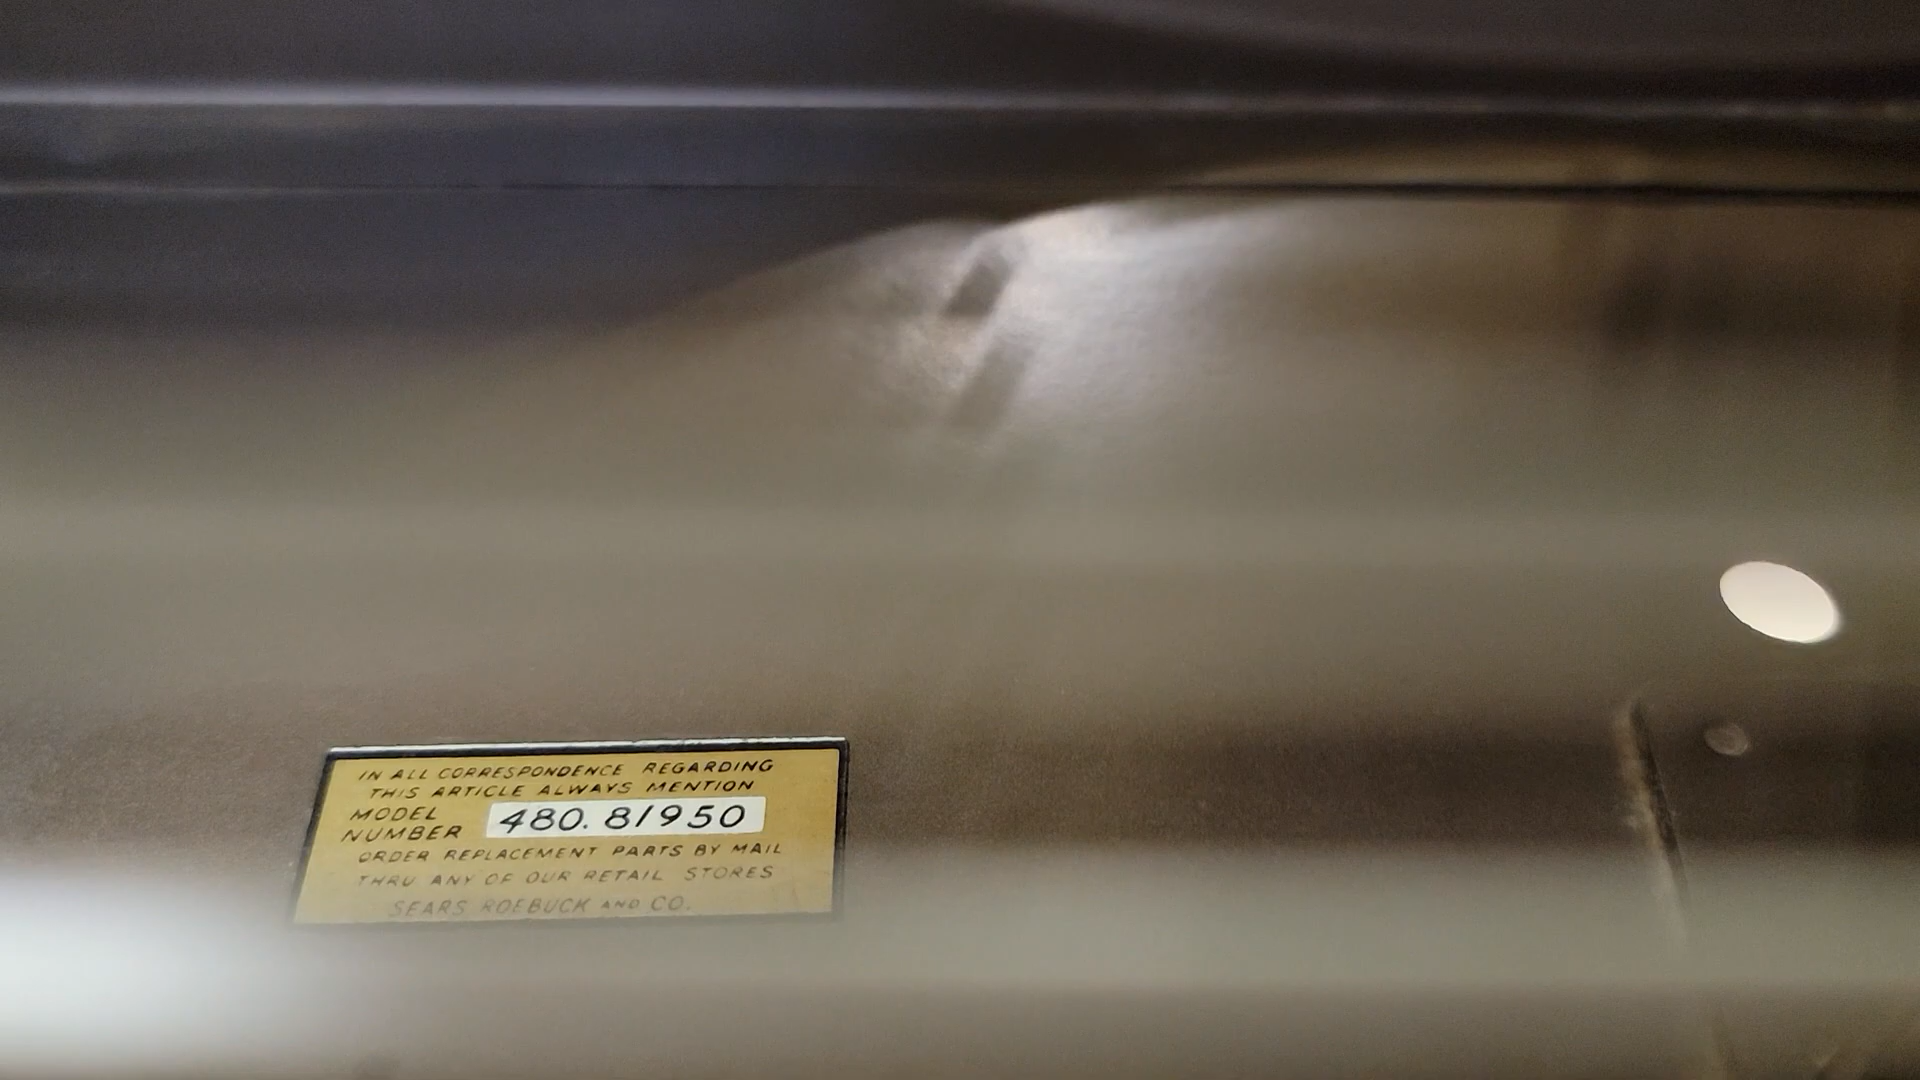 IN ALL CORRESPONDENCE REGARDING
THIS ARTICLE ALWAYS MENTION
MODEL NUMBER 480.81950
ORDER REPLACEMENT PARTS BY MAIL
THRU ANY OF OUR RETAIL STORES
SEARS ROEBUCK AND CO.